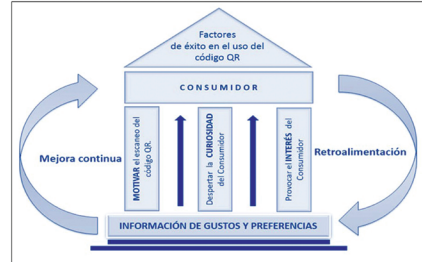 Factores
de éxito en el uso del
código QR
CONSUMIDOR
MOTIVAR el escaneo del
código QR.
Despertar la CURIOSIDAD
del Consumidor
Provocar el INTERÉS del
Consumidor
Mejora continua
Retroalimentación
INFORMACIÓN DE GUSTOS Y PREFERENCIAS